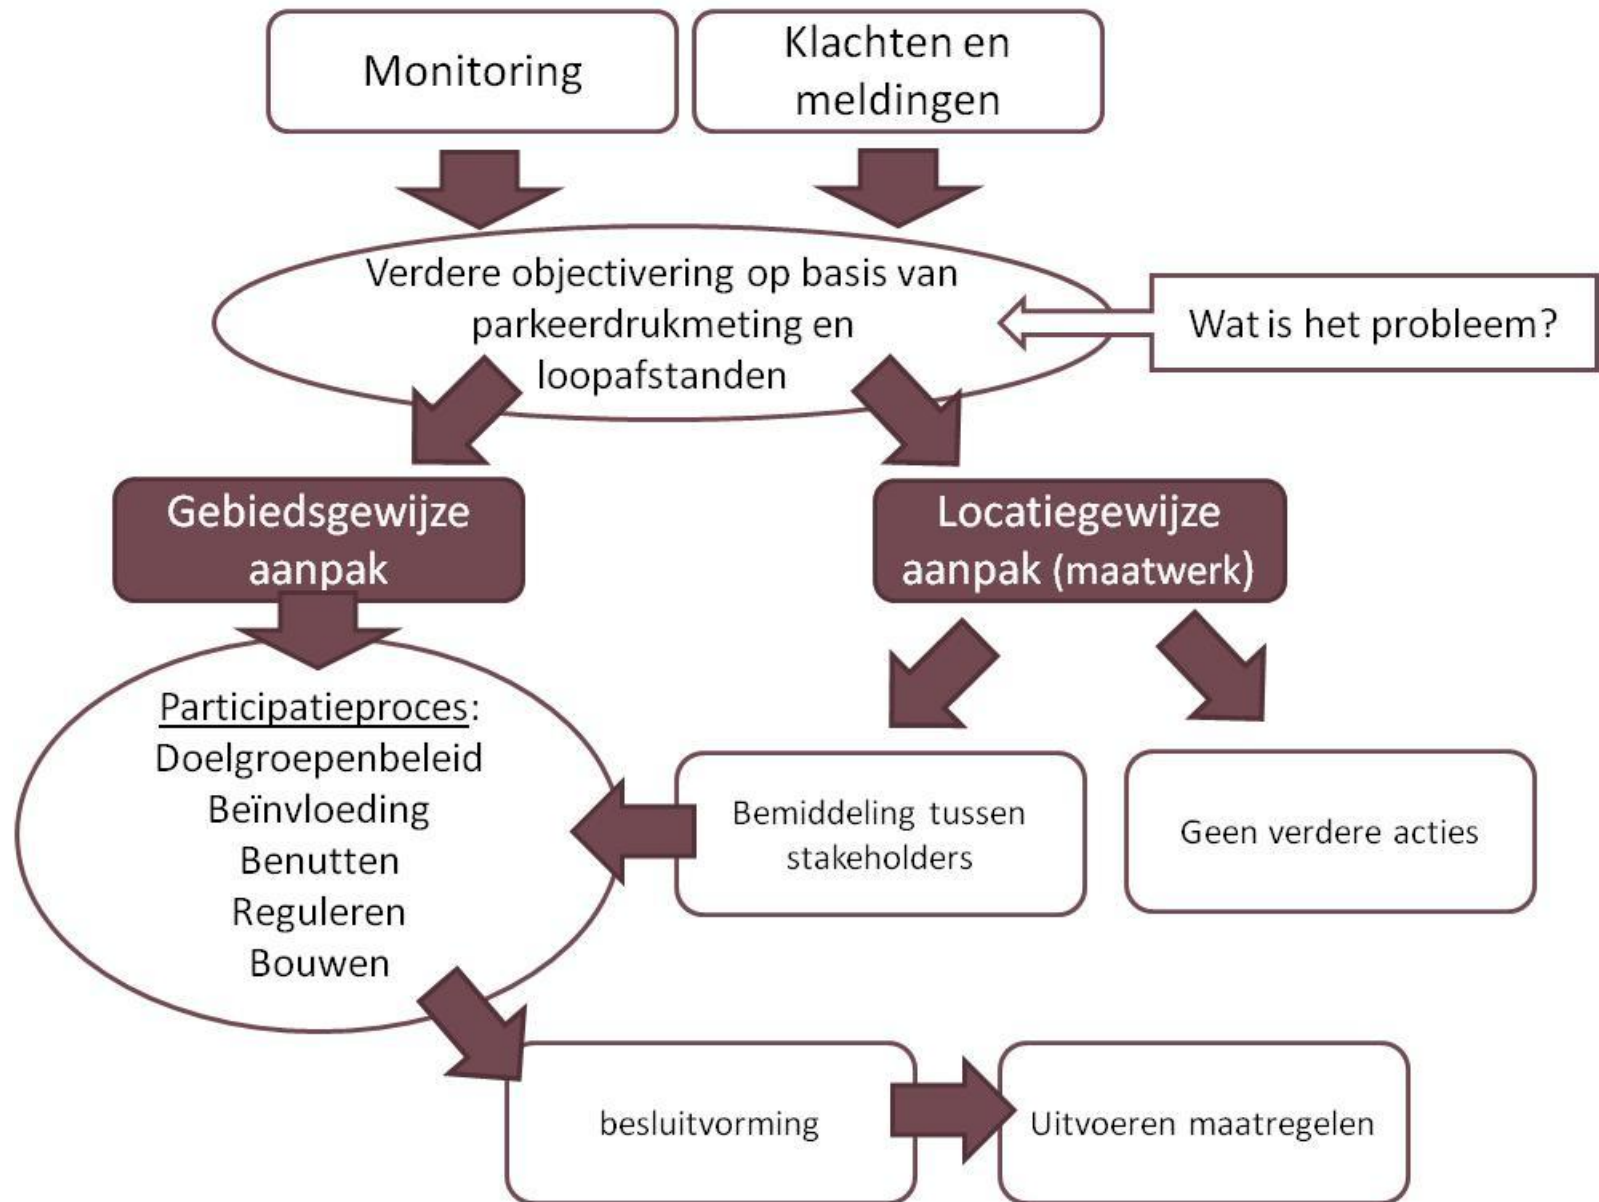 Monitoring
Klachten en
meldingen
Verdere objectivering op basis van
parkeerdrukmeting en
loopafstanden
Wat is het probleem?
Gebiedsgewijze
aanpak
Locatiegewijze
aanpak (maatwerk)
Participatieproces:
Doelgroepenbeleid
Beïnvloeding
Benutten
Reguleren
Bouwen
Bemiddeling tussen
stakeholders
Geen verdere acties
besluitvorming
Uitvoeren maatregelen